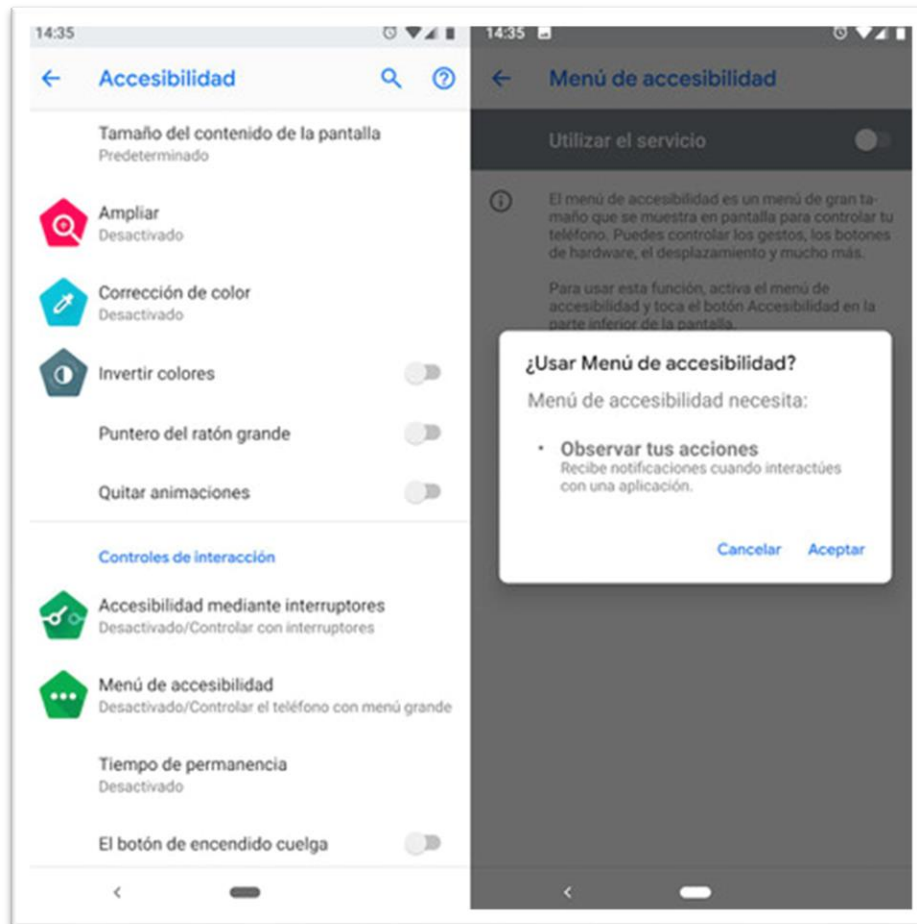 14:35
Accesibilidad
Tamaño del contenido de la pantalla
Predeterminado
Ampliar
Desactivado
Corrección de color
Desactivado
Invertir colores
Puntero del ratón grande
Quitar animaciones
Controles de interacción
Accesibilidad mediante interruptores
Desactivado/Controlar con interruptores
Menú de accesibilidad
Desactivado/Controlar el teléfono con menú grande
Tiempo de permanencia
Desactivado
El botón de encendido cuelga
14:35
Menú de accesibilidad
Utilizar el servicio
El menú de accesibilidad es un menú de gran ta-
maño que se muestra en pantalla para controlar tu
teléfono. Puedes controlar los gestos, los botones
de hardware, el desplazamiento y mucho más.
Para usar esta función, activa el menú de
accesibilidad y toca el botón Accesibilidad en la
parte inferior de la pantalla.
¿Usar Menú de accesibilidad?
Menú de accesibilidad necesita:
• Observar tus acciones
Recibe notificaciones cuando interactúes
con una aplicación.
Cancelar Aceptar